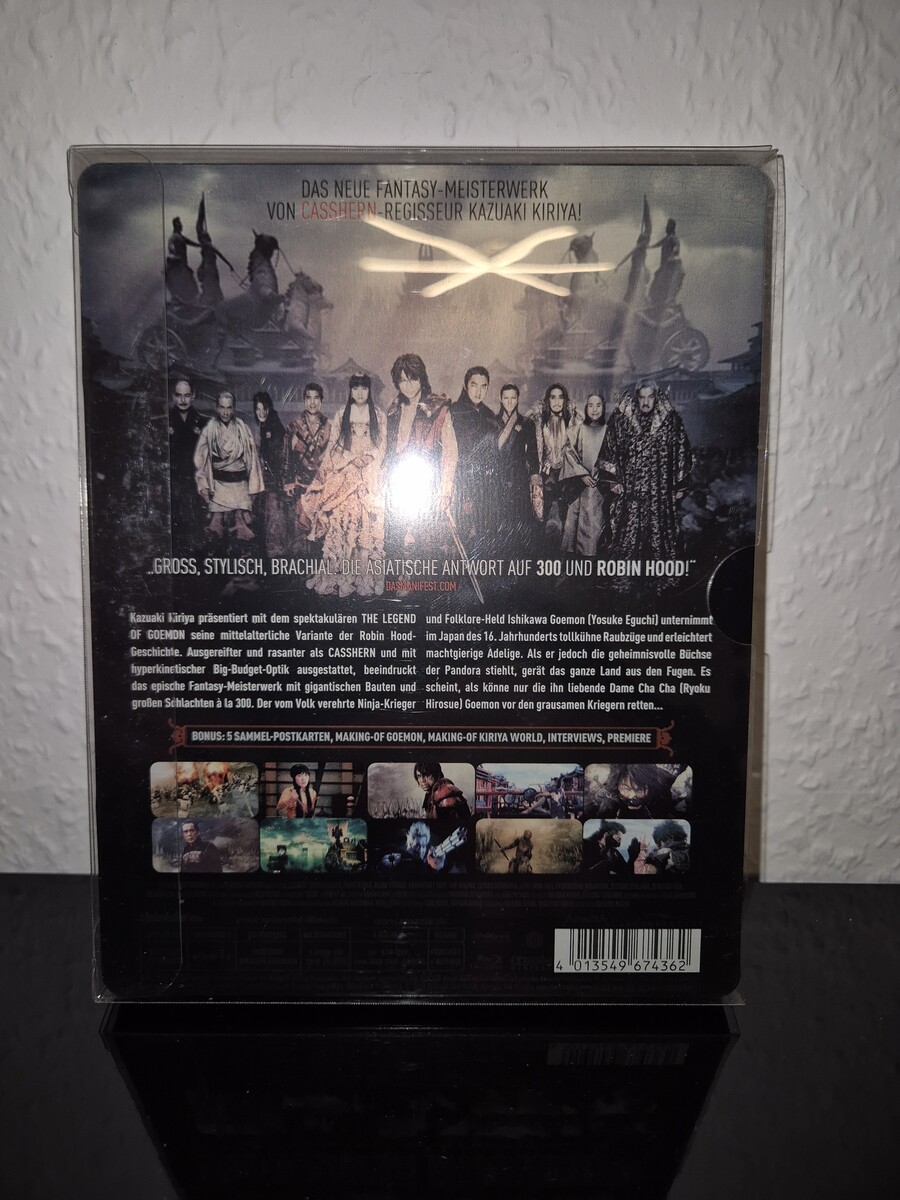 DAS NEUE FANTASY-MEISTERWERK
VON CASSHERN-REGISSEUR KAZUAKI KIRIYA!
„GROSS, STYLISCH, BRACHIAL: DIE ASIATISCHE ANTWORT AUF 300 UND ROBIN HOOD!“
DASMANIFEST.COM
Kazuaki Kiriya präsentiert mit dem spektakulären THE LEGEND
OF GOEMON seine mittelalterliche Variante der Robin Hood-
Geschichte. Ausgereifter und rasanter als CASSHERN und mit
hyperkinetischer Big-Budget-Optik ausgestattet, beeindruckt
das epische Fantasy-Meisterwerk mit gigantischen Bauten und
großen Schlachten à la 300. Der vom Volk verehrte Ninja-Krieger
und Folklore-Held Ishikawa Goemon (Yosuke Eguchi) unternimmt
im Japan des 16. Jahrhunderts tollkühne Raubzüge und erleichtert
machtgierige Adelige. Als er jedoch die geheimnisvolle Büchse
der Pandora stiehlt, gerät das ganze Land aus den Fugen. Es
scheint, als könne nur die ihn liebende Dame Cha Cha (Ryoku
Hirosue) Goemon vor den grausamen Kriegern retten...
BONUS: 5 SAMMEL-POSTKARTEN, MAKING-OF GOEMON, MAKING-OF KIRIYA WORLD, INTERVIEWS, PREMIERE
4 013549 674362